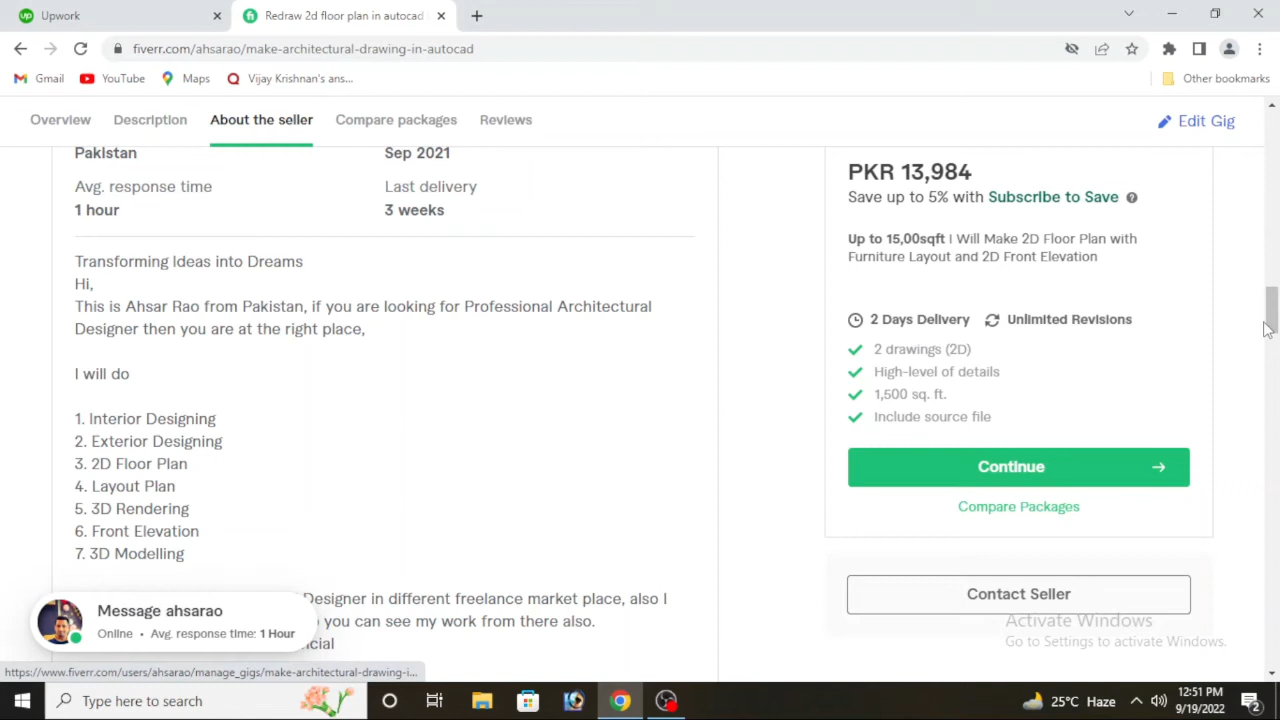 Upwork
Redraw 2d floor plan in autocad
fiverr.com/ahsarao/make-architectural-drawing-in-autocad
Gmail
YouTube
Maps
Vijay Krishnan's ans...
Other bookmarks
Overview
Description
About the seller
Compare packages
Reviews
Edit Gig
Pakistan
Sep 2021
Avg. response time
Last delivery
1 hour
3 weeks
Transforming Ideas into Dreams
Hi,
This is Ahsar Rao from Pakistan, if you are looking for Professional Architectural
Designer then you are at the right place,
I will do
1. Interior Designing
2. Exterior Designing
3. 2D Floor Plan
4. Layout Plan
5. 3D Rendering
6. Front Elevation
7. 3D Modelling
Designer in different freelance market place, also I
you can see my work from there also.
cial
PKR 13,984
Save up to 5% with Subscribe to Save
Up to 15,00sqft I Will Make 2D Floor Plan with
Furniture Layout and 2D Front Elevation
2 Days Delivery
Unlimited Revisions
2 drawings (2D)
High-level of details
1,500 sq. ft.
Include source file
Continue
Compare Packages
Contact Seller
Message ahsarao
Online • Avg. response time: 1 Hour
Activate Windows
Go to Settings to activate Windows.
https://www.fiverr.com/users/ahsarao/manage_gigs/make-architectural-drawing-i...
Type here to search
25°C Haze
12:51 PM
9/19/2022
2